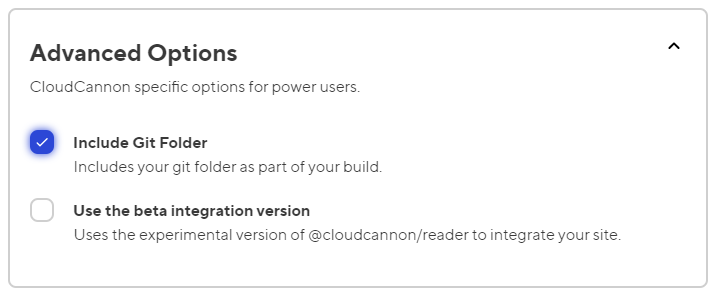 Advanced Options
CloudCannon specific options for power users.
Include Git Folder
Includes your git folder as part of your build.
Use the beta integration version
Uses the experimental version of @cloudcannon/reader to integrate your site.